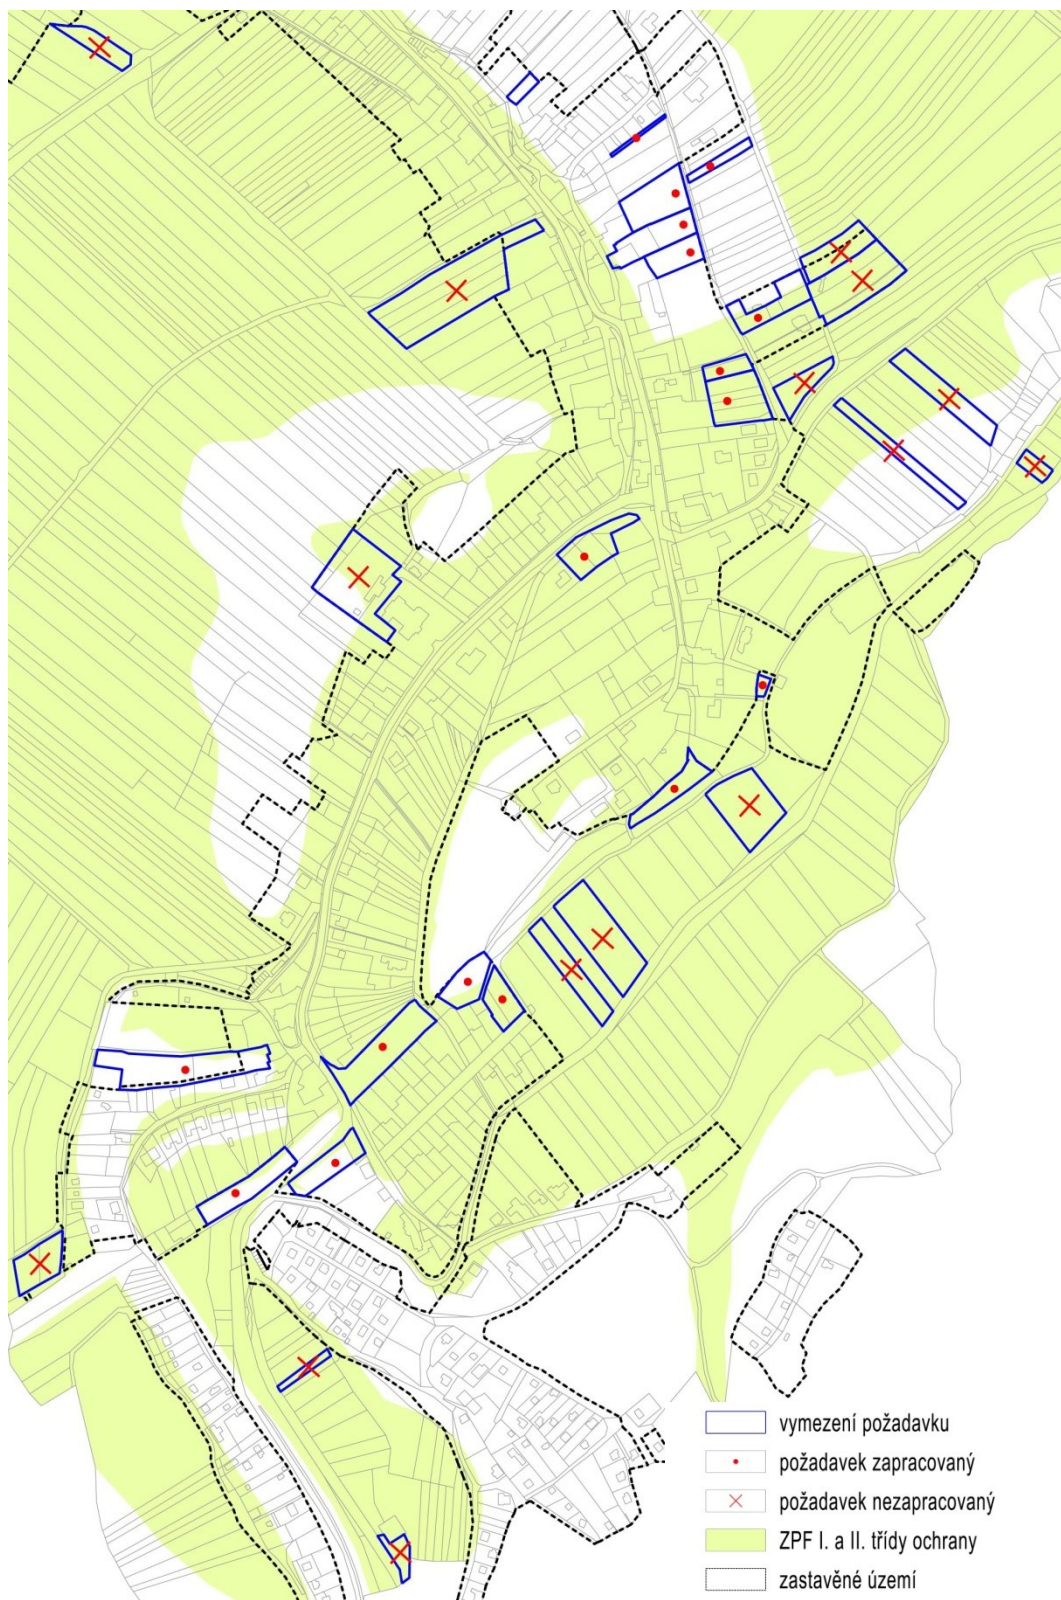 vymezení požadavku
požadavek zapracovaný
požadavek nezapracovaný
ZPF I. a II. třídy ochrany
zastavěné území